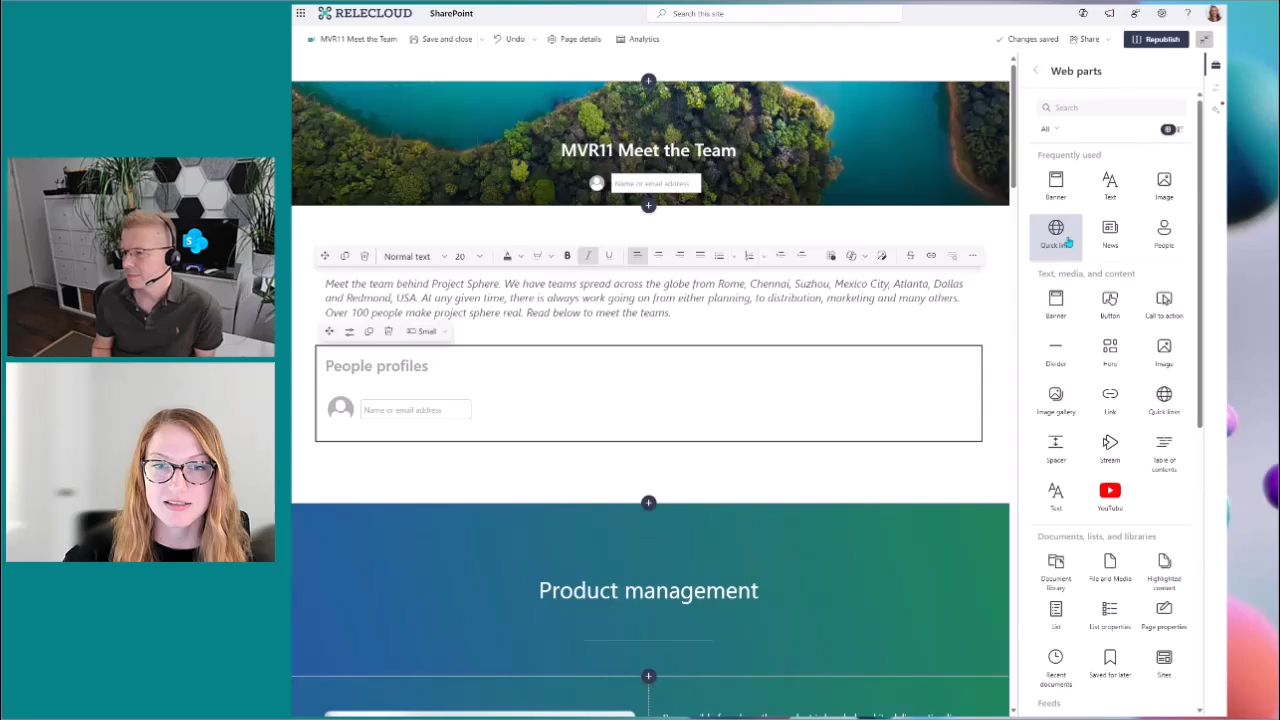 RELECLOUD
SharePoint
Search this site
?
MVR11 Meet the Team
Save and close
Undo
Page details
Analytics
Changes saved
Share
Republish
MVR11 Meet the Team
Name or email address
Normal text
20
B
I
U
Meet the team behind Project Sphere. We have teams spread across the globe from Rome, Chennai, Suzhou, Mexico City, Atlanta, Dallas
and Redmond, USA. At any given time, there is always work going on from either planning, to distribution, marketing and many others.
Over 100 people make project sphere real. Read below to meet the teams.
Small
People profiles
Name or email address
Product management
Web parts
Search
All
Frequently used
Banner
Text
Image
Quick
News
People
Text, media, and content
Banner
Button
Call to action
Divider
Hero
Image
Image gallery
Link
Quick links
Spacer
Stream
Table of
contents
Text
YouTube
Documents, lists, and libraries
Document
library
File and Media
Highlighted
content
List
List properties
Page properties
Recent
documents
Saved for later
Sites
Feeds
S